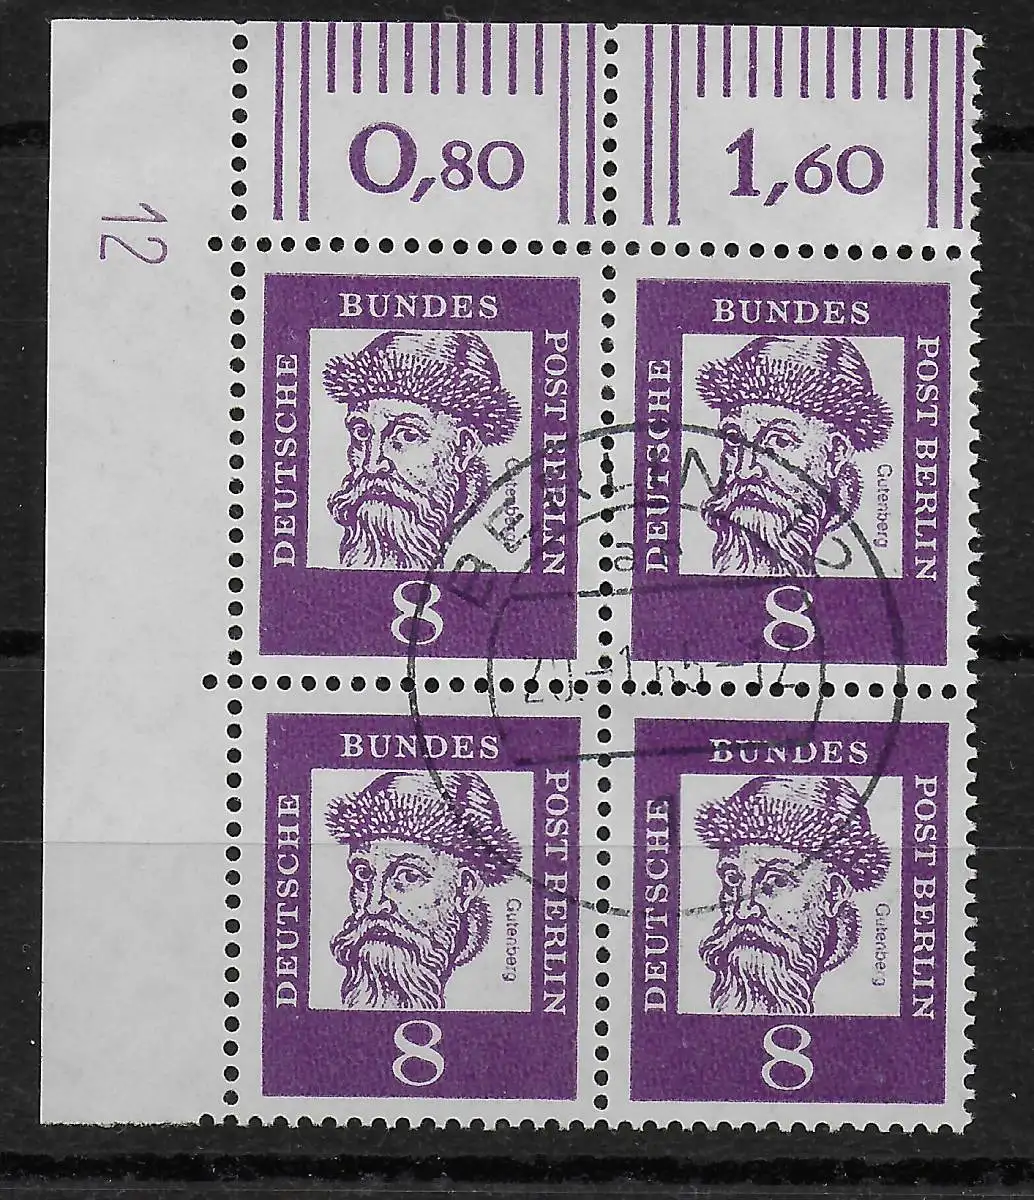 0,80 1,60
12
BUNDES
DEUTSCHE
POST BERLIN
Gutenberg
8
BUNDES
DEUTSCHE
POST BERLIN
Gutenberg
8
BERLIN
BUNDES
DEUTSCHE
POST BERLIN
Gutenberg
8
BUNDES
DEUTSCHE
POST BERLIN
Gutenberg
8